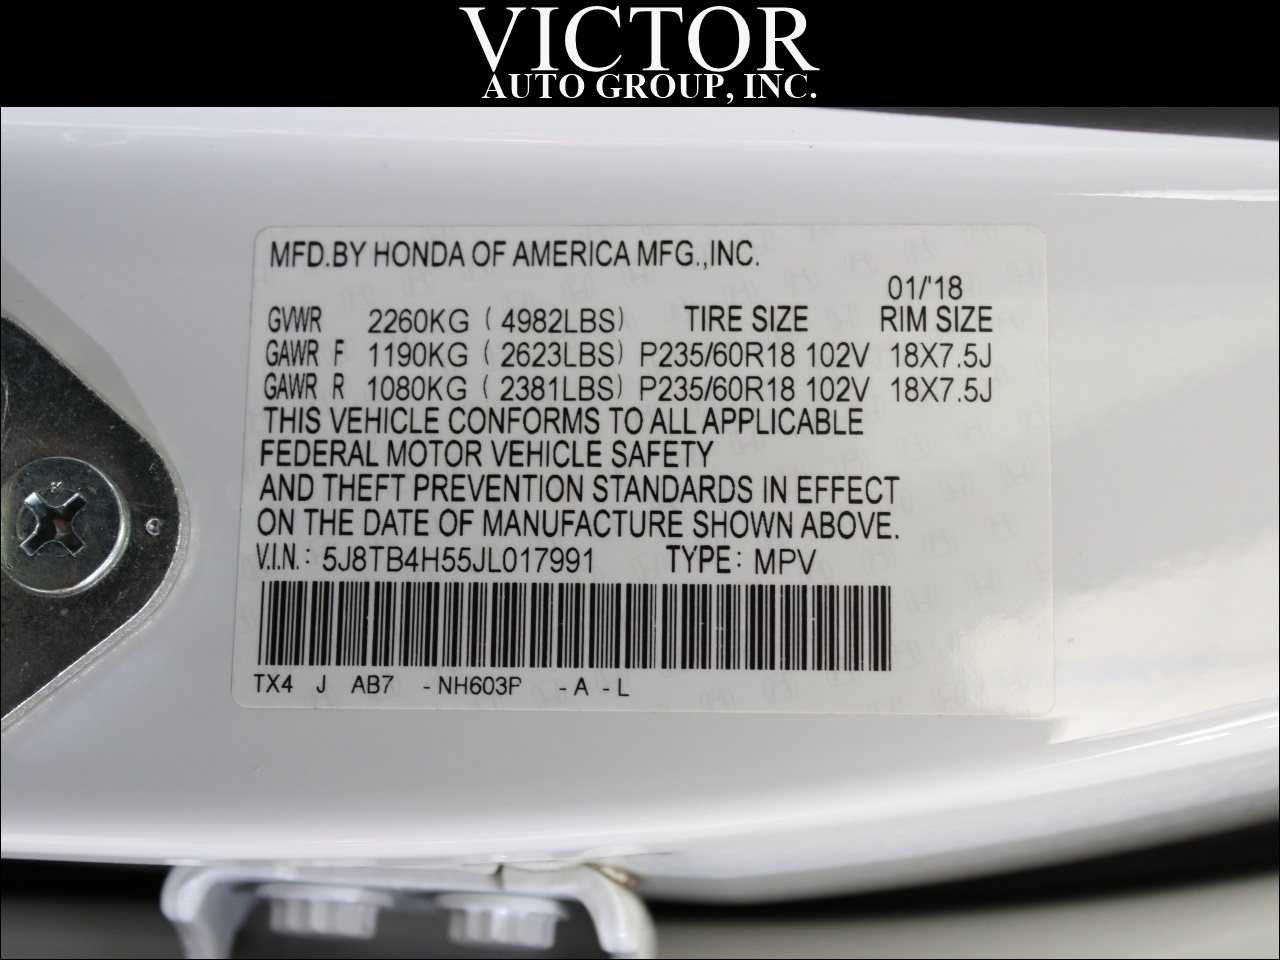 VICTOR
AUTO GROUP, INC.
MFD.BY HONDA OF AMERICA MFG.,INC.
01/'18
GVWR 2260KG ( 4982LBS) TIRE SIZE RIM SIZE
GAWR F 1190KG ( 2623LBS) P235/60R18 102V 18X7.5J
GAWR R 1080KG ( 2381LBS) P235/60R18 102V 18X7.5J
THIS VEHICLE CONFORMS TO ALL APPLICABLE
FEDERAL MOTOR VEHICLE SAFETY
AND THEFT PREVENTION STANDARDS IN EFFECT
ON THE DATE OF MANUFACTURE SHOWN ABOVE.
V.I.N.: 5J8TB4H55JL017991 TYPE: MPV
TX4 J AB7 -NH603P -A -L